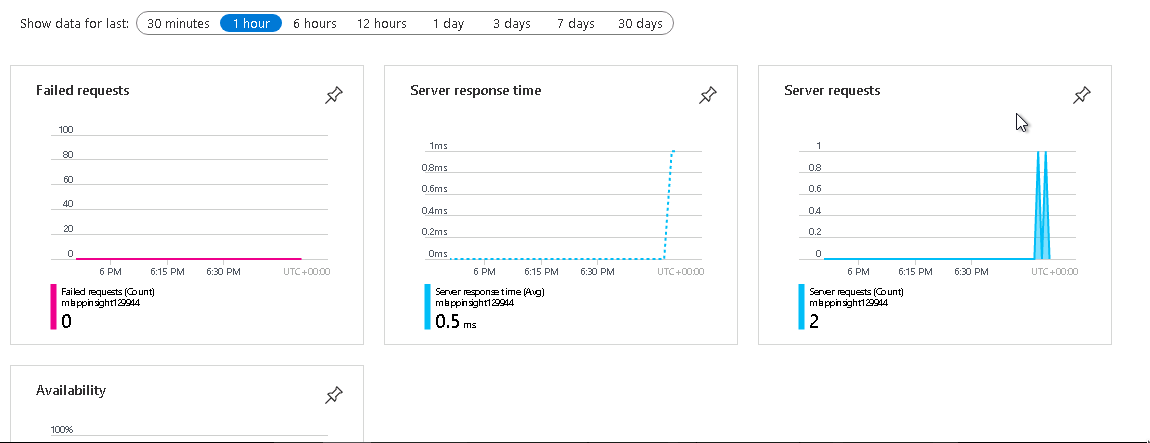 Show data for last: 30 minutes 1 hour 6 hours 12 hours 1 day 3 days 7 days 30 days
Failed requests
100
80
60
40
20
0
6 PM 6:15 PM 6:30 PM UTC+00:00
Failed requests (Count)
mlappinsight129944
0
Server response time
1ms
0.8ms
0.6ms
0.4ms
0.2ms
0ms
6 PM 6:15 PM 6:30 PM UTC+00:00
Server response time (Avg)
mlappinsight129944
0.5 ms
Server requests
1
0.8
0.6
0.4
0.2
0
6 PM 6:15 PM 6:30 PM UTC+00:00
Server requests (Count)
mlappinsight129944
2
Availability
100%